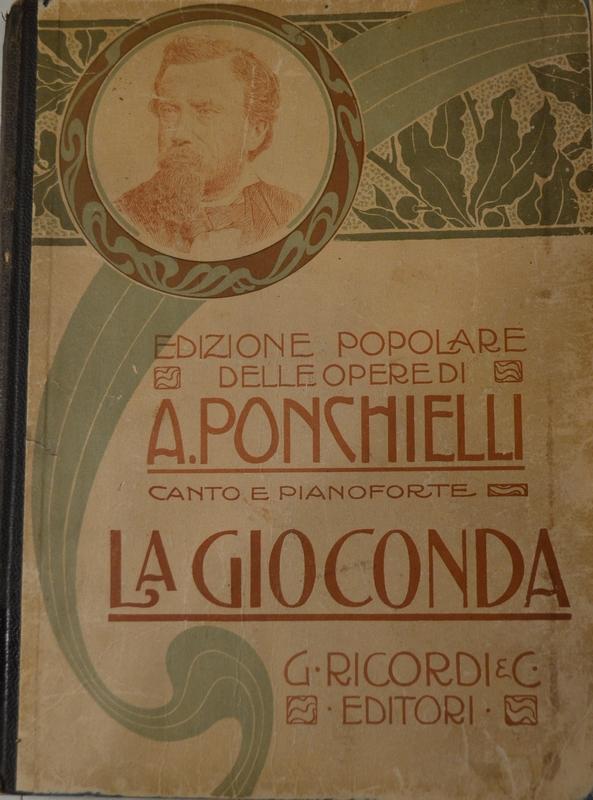 EDIZIONE POPOLARE
DELLE OPERE DI
A. PONCHIELLI
CANTO E PIANOFORTE
LA GIOCONDA
G. RICORDI & C.
· EDITORI ·